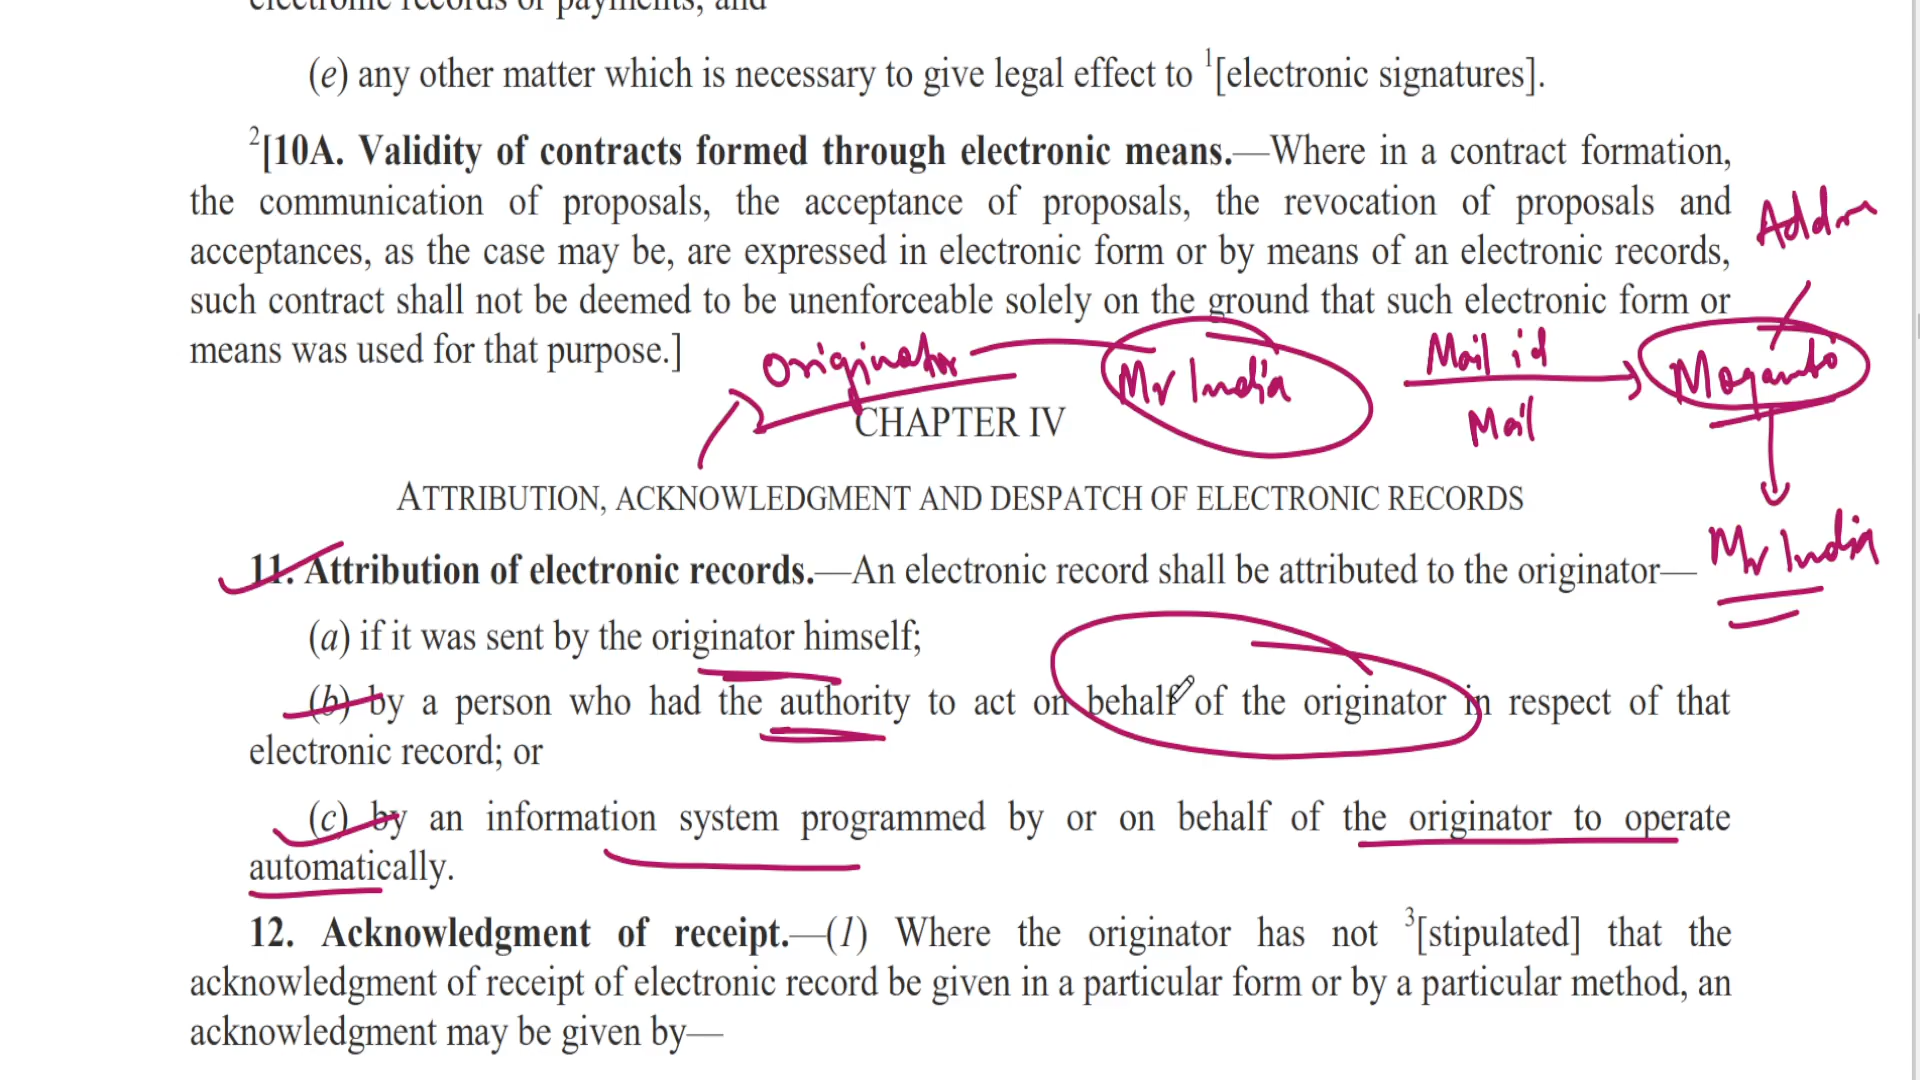 electronic records or payments; and
(e) any other matter which is necessary to give legal effect to 1[electronic signatures].
2[10A. Validity of contracts formed through electronic means.—Where in a contract formation,
the communication of proposals, the acceptance of proposals, the revocation of proposals and
Addre
acceptances, as the case may be, are expressed in electronic form or by means of an electronic records,
such contract shall not be deemed to be unenforceable solely on the ground that such electronic form or
means was used for that purpose.]
Originator Mr India Mail id Mogambo
Mail
CHAPTER IV
ATTRIBUTION, ACKNOWLEDGMENT AND DESPATCH OF ELECTRONIC RECORDS
Mr India
11. Attribution of electronic records.—An electronic record shall be attributed to the originator—
(a) if it was sent by the originator himself;
(b) by a person who had the authority to act on behalf of the originator in respect of that
electronic record; or
(c) by an information system programmed by or on behalf of the originator to operate
automatically.
12. Acknowledgment of receipt.—(1) Where the originator has not 3[stipulated] that the
acknowledgment of receipt of electronic record be given in a particular form or by a particular method, an
acknowledgment may be given by—